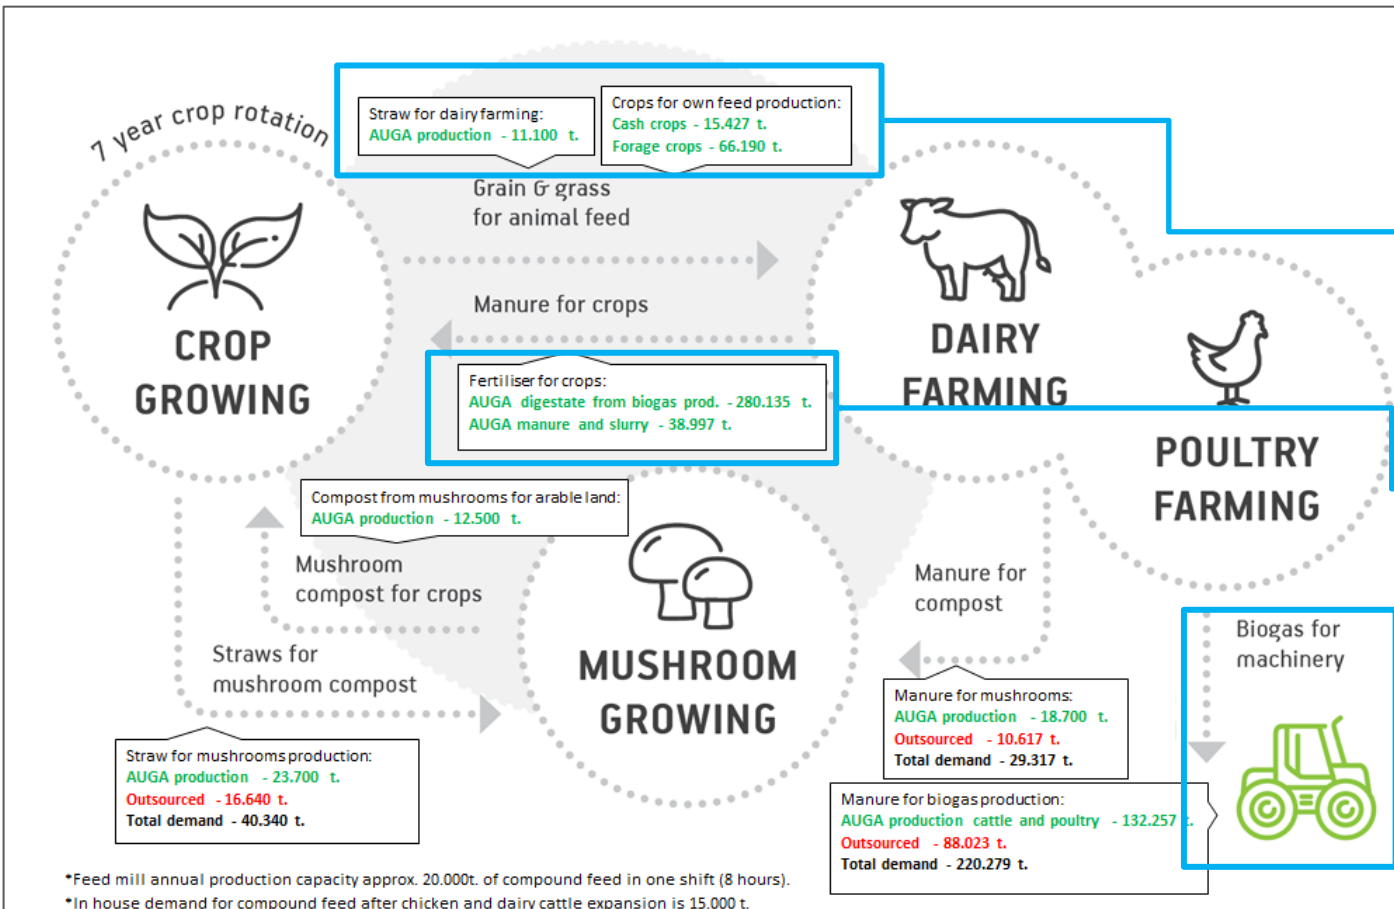 7 year crop rotation
Straw for dairy farming:
AUGA production - 11.100 t.
Crops for own feed production:
Cash crops - 15.427 t.
Forage crops - 66.190 t.
Grain & grass
for animal feed
Manure for crops
CROP
GROWING
DAIRY
FARMING
POULTRY
FARMING
Fertiliser for crops:
AUGA digestate from biogas prod. - 280.135 t.
AUGA manure and slurry - 38.997 t.
Compost from mushrooms for arable land:
AUGA production - 12.500 t.
Mushroom
compost for crops
Straws for
mushroom compost
MUSHROOM
GROWING
Manure for
compost
Biogas for
machinery
Straw for mushrooms production:
AUGA production - 23.700 t.
Outsourced - 16.640 t.
Total demand - 40.340 t.
Manure for mushrooms:
AUGA production - 18.700 t.
Outsourced - 10.617 t.
Total demand - 29.317 t.
Manure for biogas production:
AUGA production cattle and poultry - 132.257 t.
Outsourced - 88.023 t.
Total demand - 220.279 t.
*Feed mill annual production capacity approx. 20.000t. of compound feed in one shift (8 hours).
*In house demand for compound feed after chicken and dairy cattle expansion is 15.000 t.